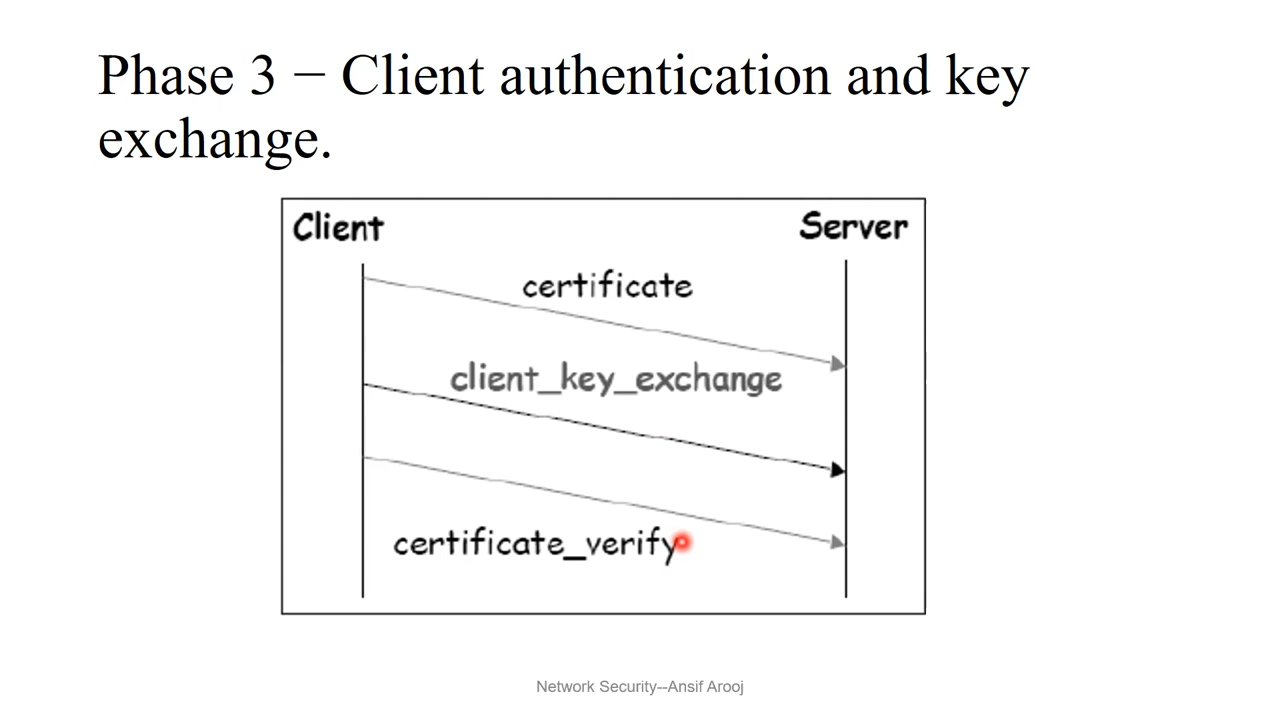 Phase 3 − Client authentication and key
exchange.
Client
Server
certificate
client_key_exchange
certificate_verify
Network Security--Ansif Arooj